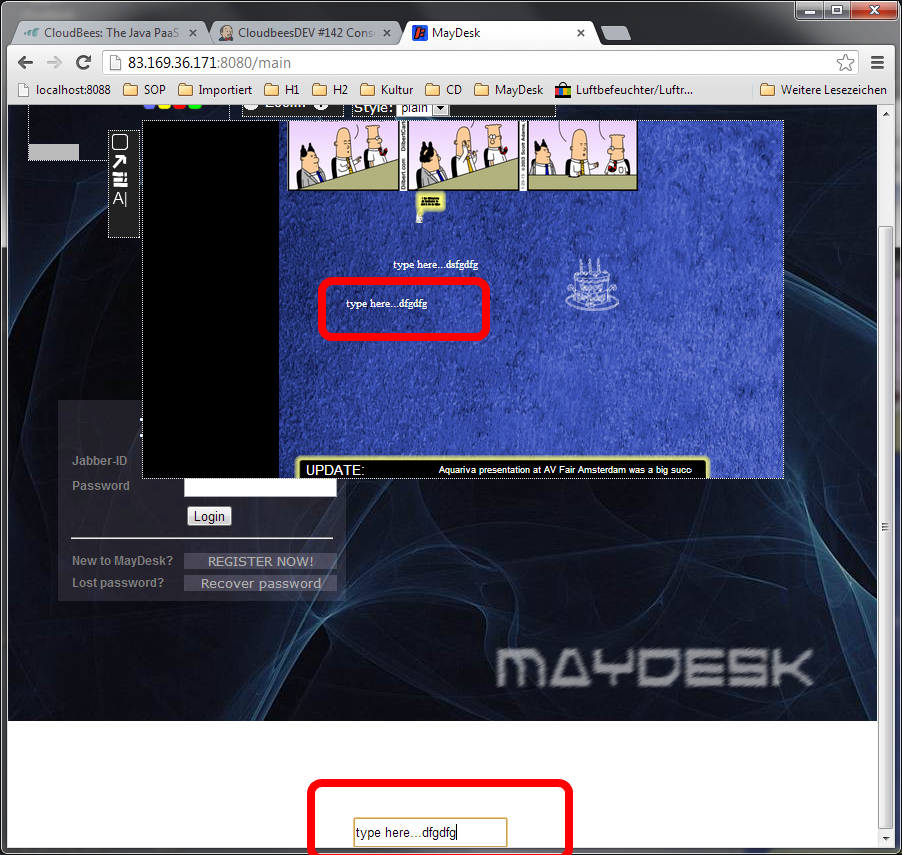 CloudBees: The Java PaaS
CloudbeesDEV #142 Conso
MayDesk
83.169.36.171:8080/main
localhost:8088
SOP
Importiert
H1
H2
Kultur
CD
MayDesk
Luftbefeuchter/Luftr...
Weitere Lesezeichen
Zoom:
Style: plain
A|
Dilbert.com DilbertCart
type here...dsfgdfg
type here...dfgdfg
UPDATE: Aquariva presentation at AV Fair Amsterdam was a big succ
Jabber-ID
Password
Login
New to MayDesk? REGISTER NOW!
Lost password? Recover password
MAYDESK
type here...dfgdfg